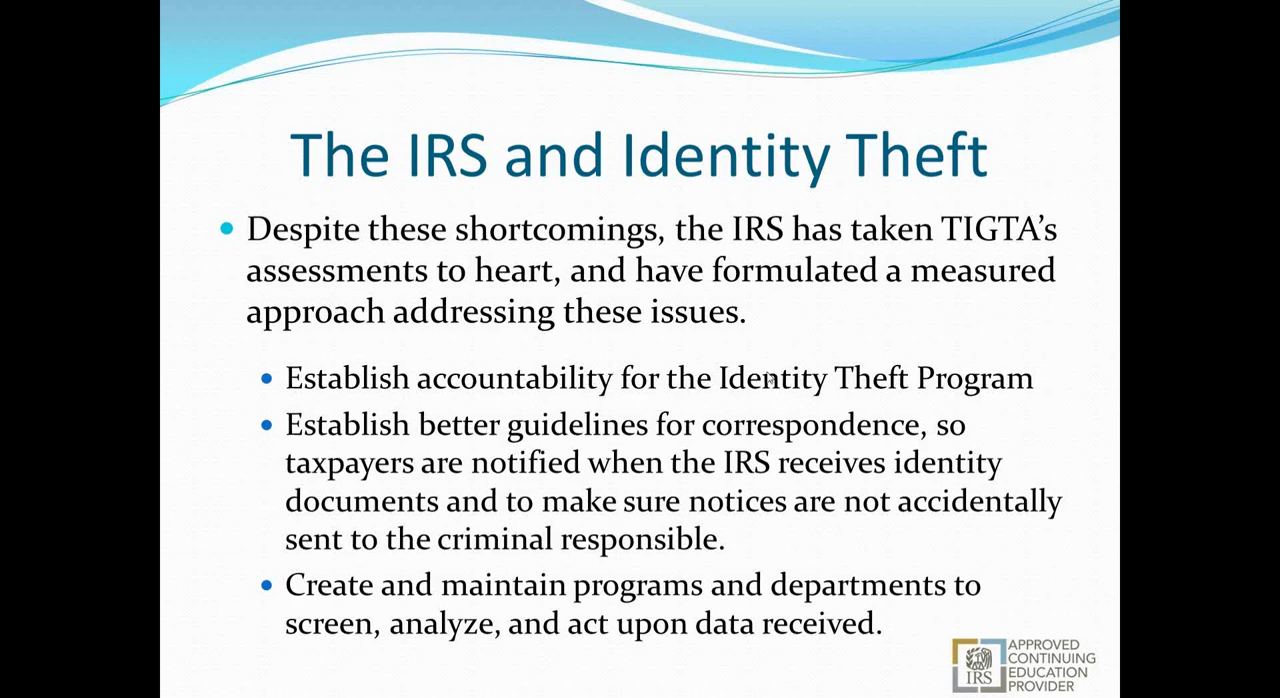 The IRS and Identity Theft
Despite these shortcomings, the IRS has taken TIGTA’s
assessments to heart, and have formulated a measured
approach addressing these issues.
Establish accountability for the Identity Theft Program
Establish better guidelines for correspondence, so
taxpayers are notified when the IRS receives identity
documents and to make sure notices are not accidentally
sent to the criminal responsible.
Create and maintain programs and departments to
screen, analyze, and act upon data received.
IRS
APPROVED
CONTINUING
EDUCATION
PROVIDER